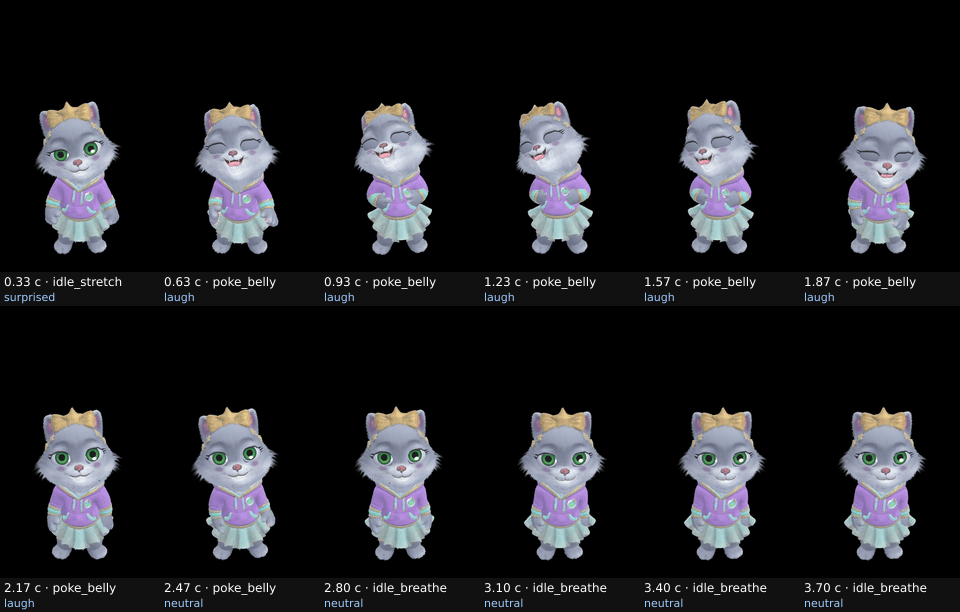 0.33 c · idle_stretch
surprised
0.63 c · poke_belly
laugh
0.93 c · poke_belly
laugh
1.23 c · poke_belly
laugh
1.57 c · poke_belly
laugh
1.87 c · poke_belly
laugh
2.17 c · poke_belly
laugh
2.47 c · poke_belly
neutral
2.80 c · idle_breathe
neutral
3.10 c · idle_breathe
neutral
3.40 c · idle_breathe
neutral
3.70 c · idle_breathe
neutral